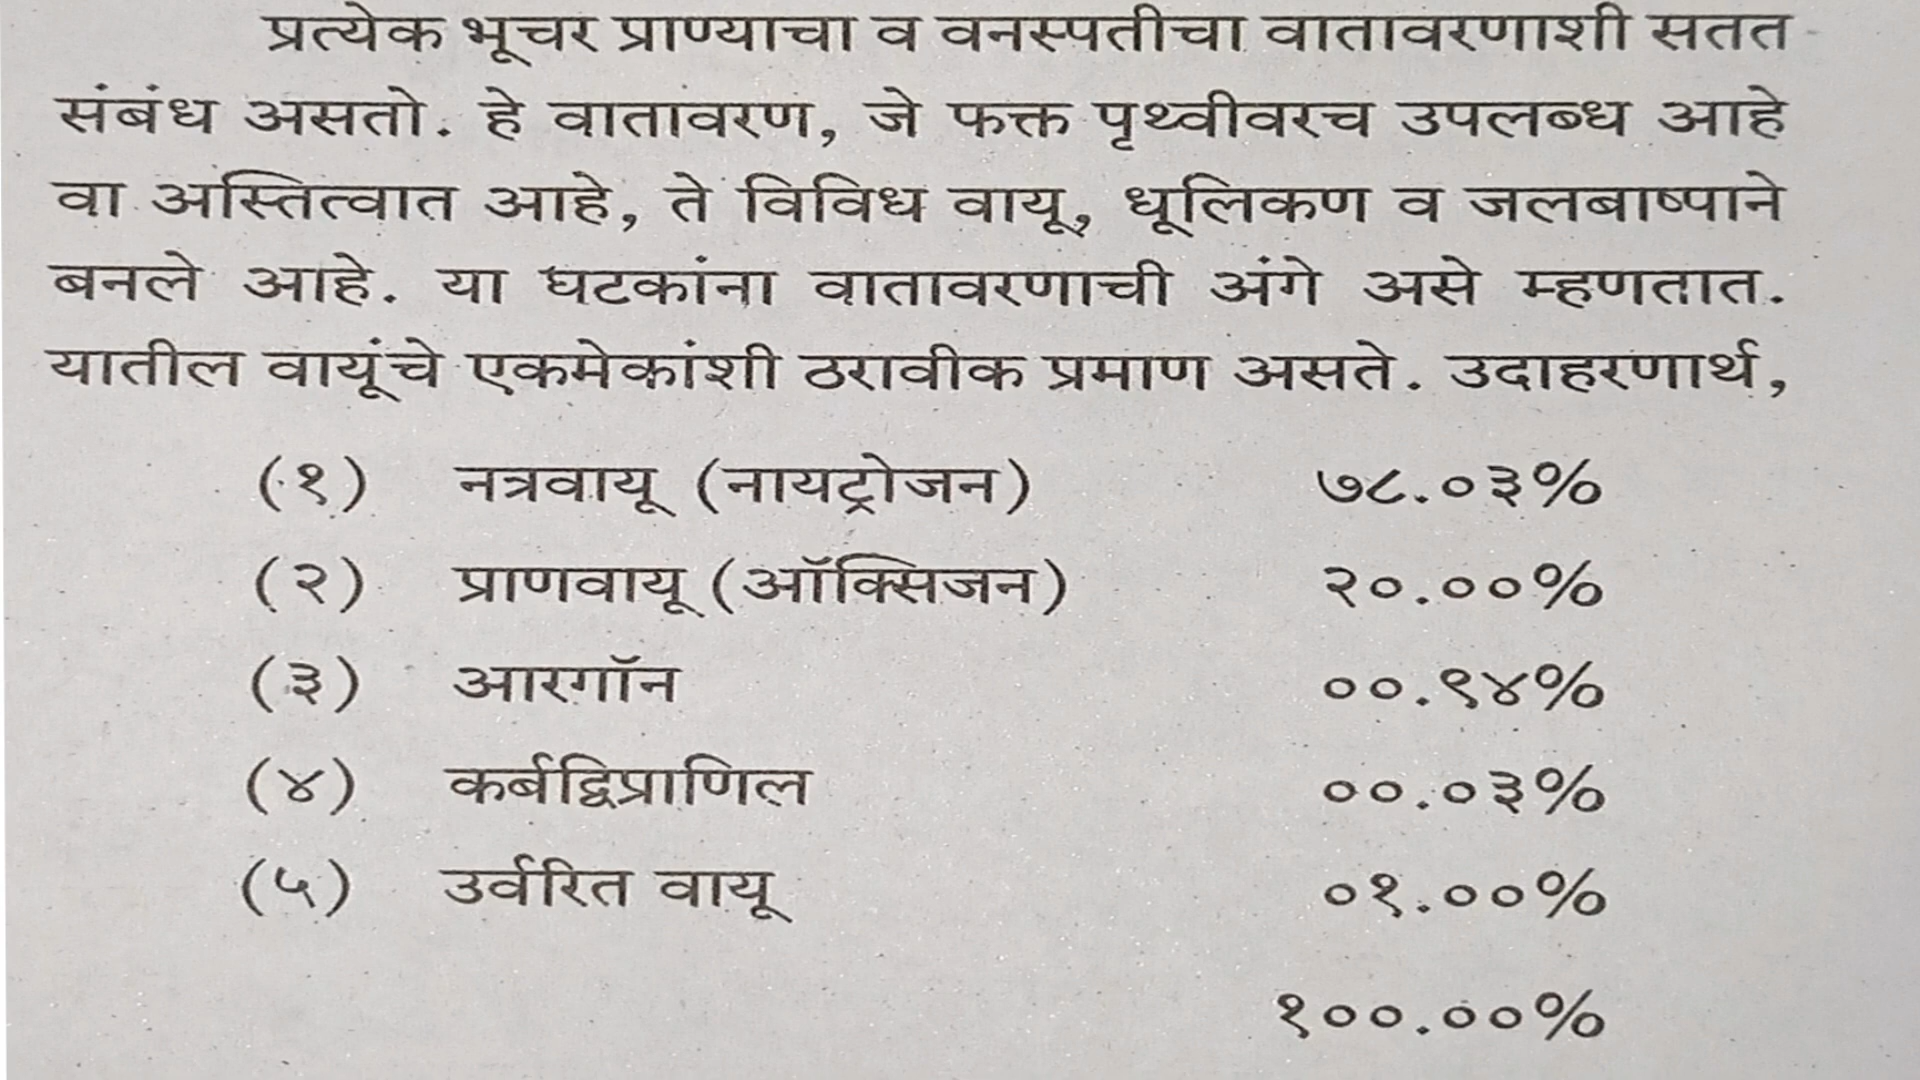 प्रत्येक भूचर प्राण्याचा व वनस्पतीचा वातावरणाशी सतत
संबंध असतो. हे वातावरण, जे फक्त पृथ्वीवरच उपलब्ध आहे
वा अस्तित्वात आहे, ते विविध वायू, धूलिकण व जलबाष्पाने
बनले आहे. या घटकांना वातावरणाची अंगे असे म्हणतात.
यातील वायूंचे एकमेकांशी ठरावीक प्रमाण असते. उदाहरणार्थ,
(१) नत्रवायू (नायट्रोजन) ७८.०३%
(२) प्राणवायू (ऑक्सिजन) २०.००%
(३) आरगॉन ००.९४%
(४) कर्बद्विप्राणिल ००.०३%
(५) उर्वरित वायू ०१.००%
१००.००%